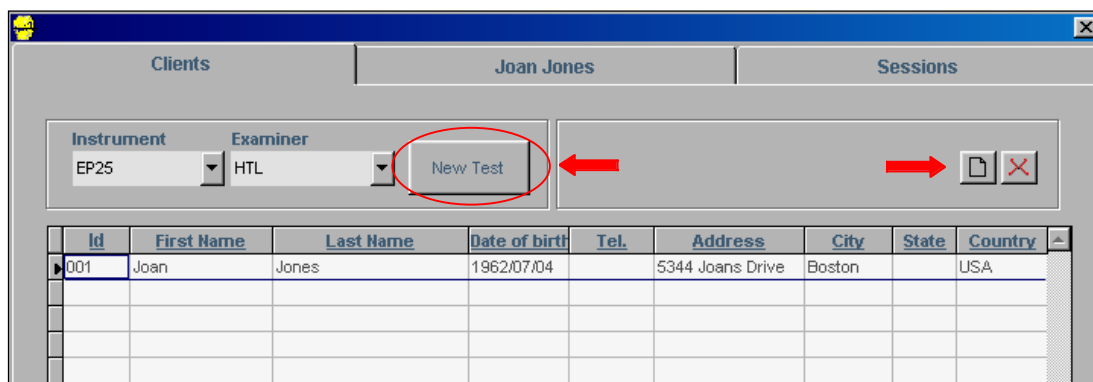 Clients Joan Jones Sessions
Instrument Examiner
EP25 HTL New Test
Id First Name Last Name Date of birth Tel. Address City State Country
001 Joan Jones 1962/07/04 5344 Joans Drive Boston USA